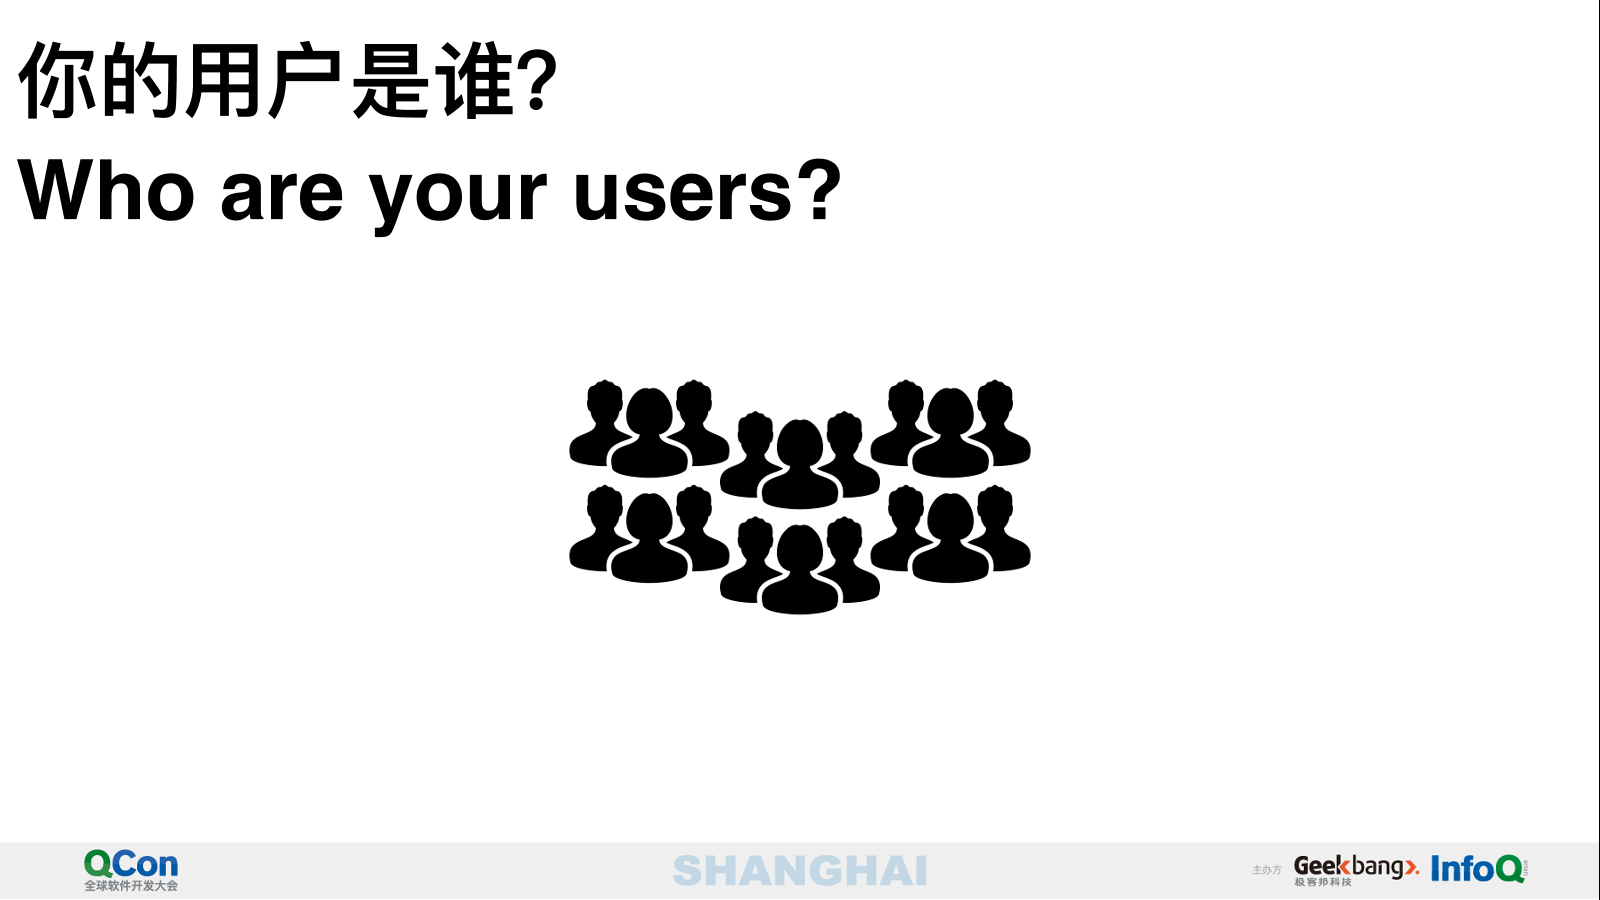 你的用户是谁?
Who are your users?
QCon
全球软件开发大会
SHANGHAI
主办方
Geekbang>.
极客邦科技
InfoQ